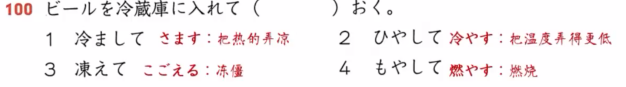 100 ビールを冷蔵庫に入れて（　　　　）おく。
1 冷まして さます：把热的弄凉 2 ひやして 冷やす：把温度弄得更低
3 凍えて こごえる：冻僵 4 もやして 燃やす：燃烧